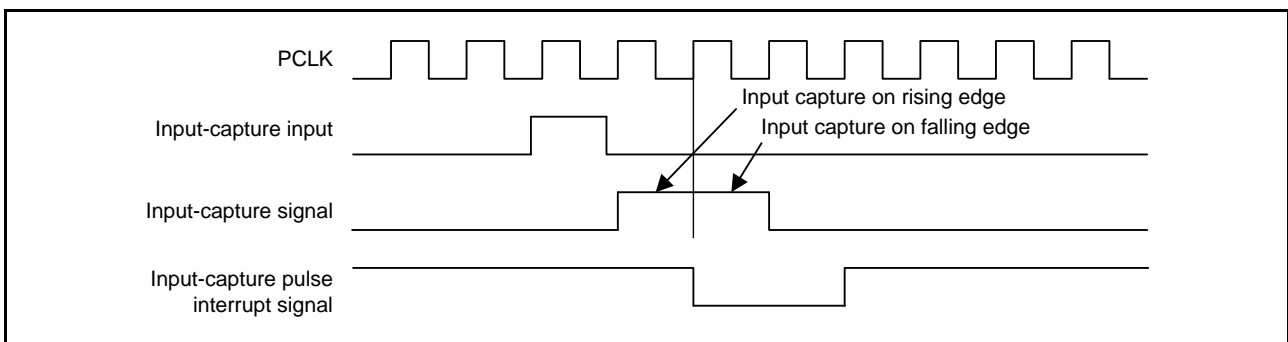 PCLK
Input capture on rising edge
Input-capture input
Input capture on falling edge
Input-capture signal
Input-capture pulse
interrupt signal